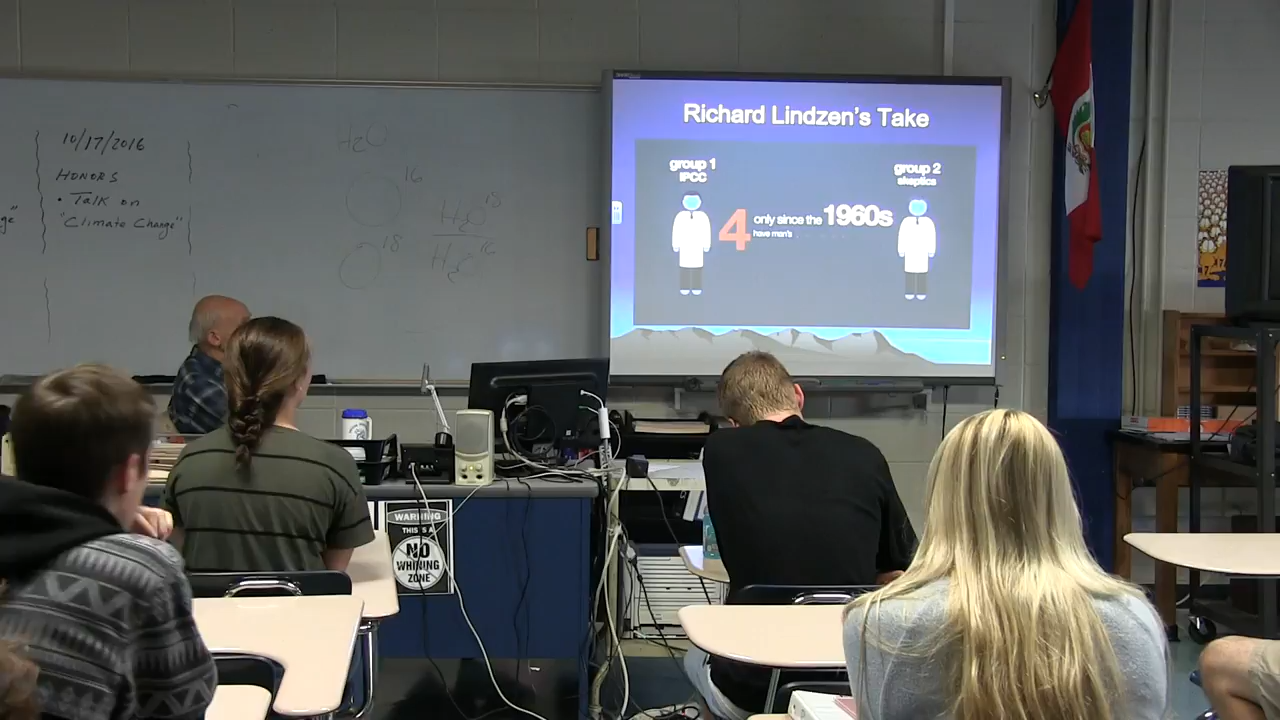 10/17/2016
HONORS
• Talk on
"Climate Change"
H₂O
16
18
H₂O¹⁸
H₂O¹⁶
Richard Lindzen's Take
group 1
IPCC
group 2
skeptics
4 only since the 1960s
have man's
WARNING
THIS IS A
NO
WHINING
ZONE